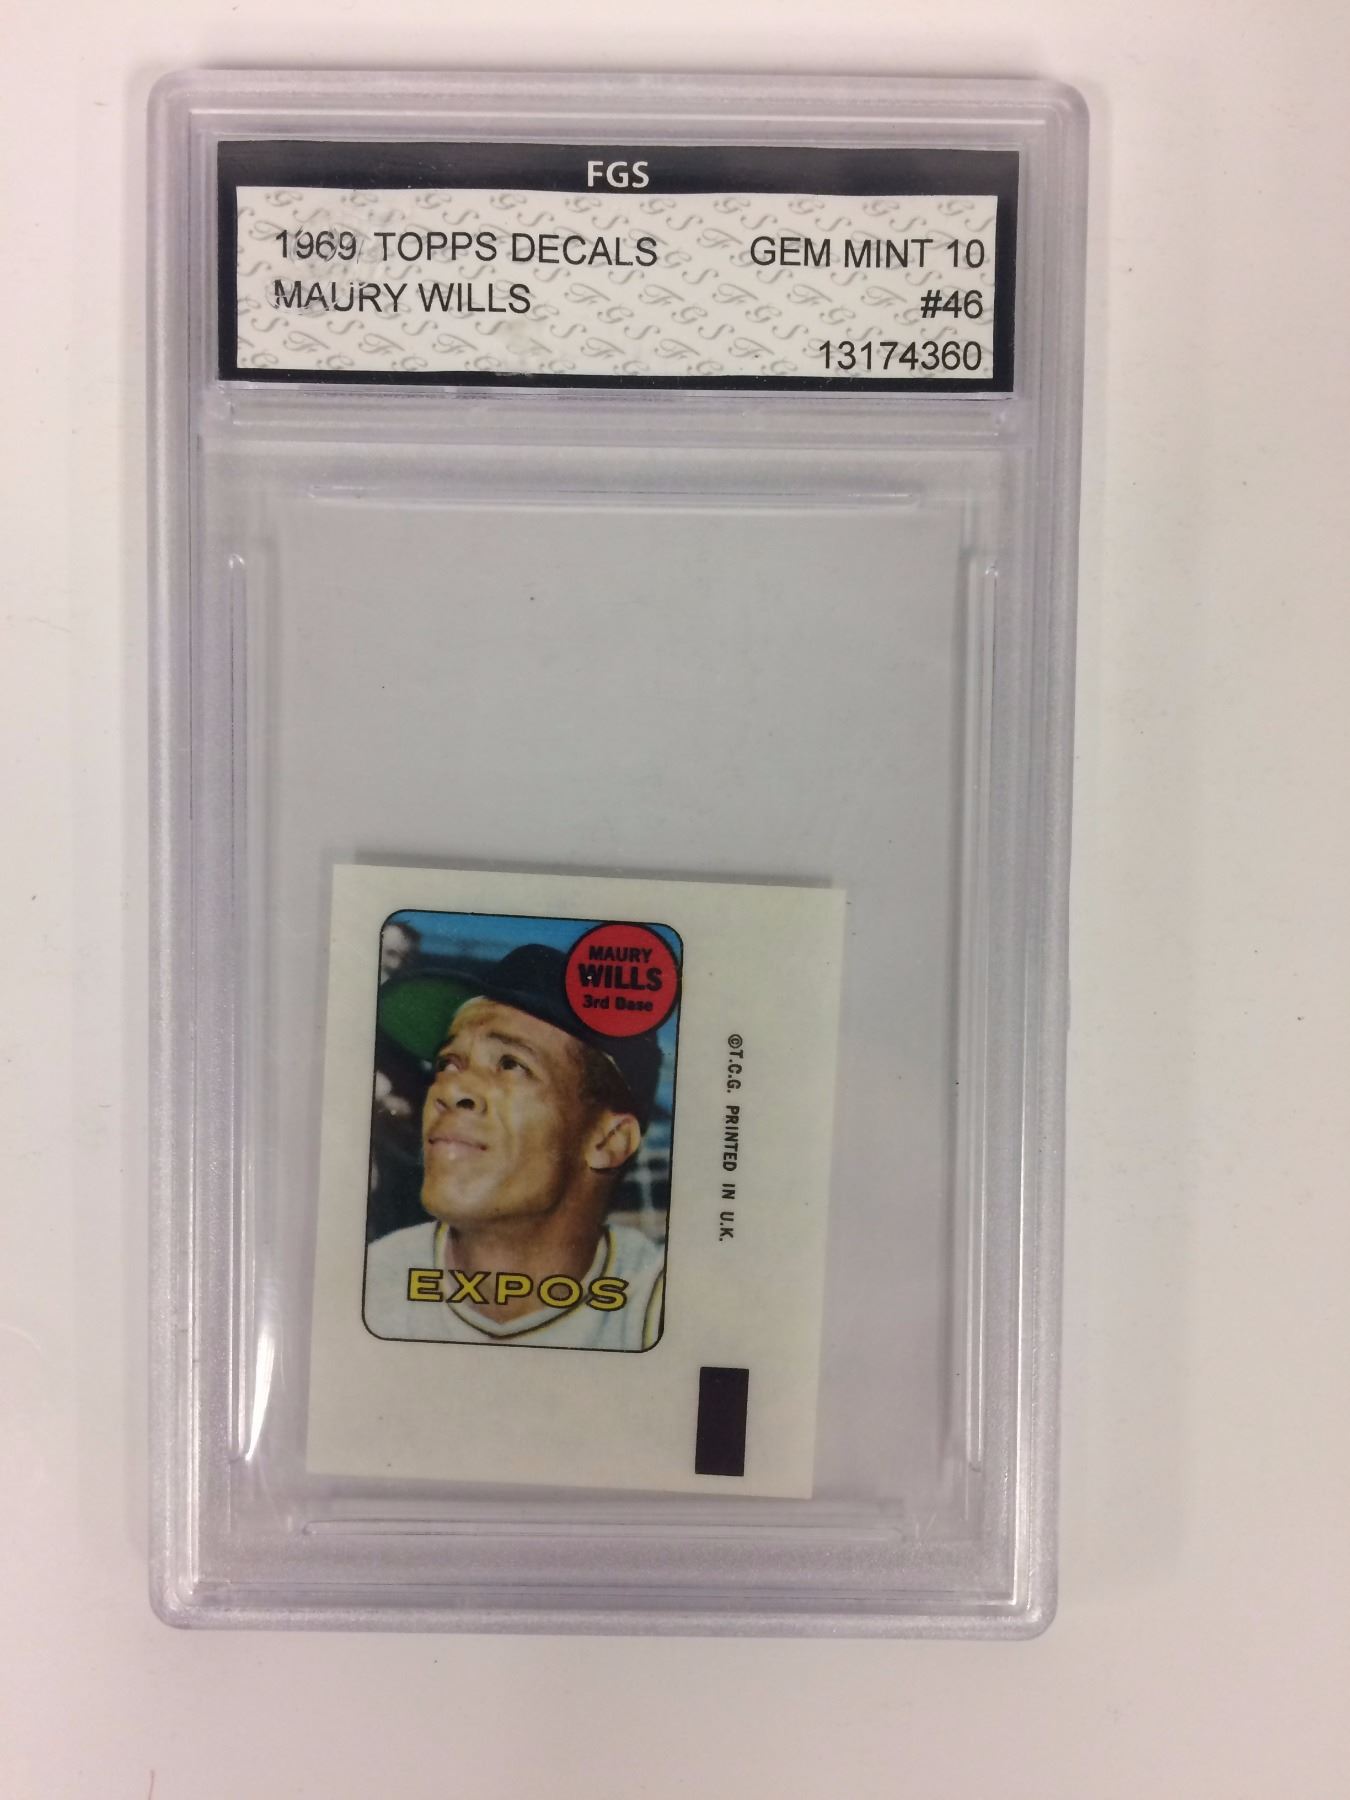 FGS
1969 TOPPS DECALS GEM MINT 10
MAURY WILLS #46
13174360
MAURY
WILLS
3rd Base
©T.C.G. PRINTED IN U.K.
EXPOS